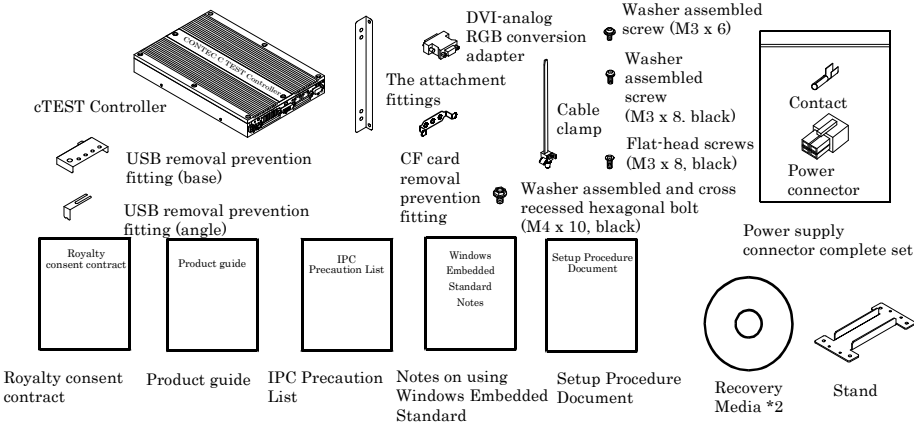 CONTEC C TEST Controller
cTEST Controller
DVI-analog
RGB conversion
adapter
The attachment
fittings
Washer assembled
screw (M3 x 6)
Washer
assembled
screw
(M3 x 8. black)
Cable
clamp
Flat-head screws
(M3 x 8, black)
Contact
Power
connector
USB removal prevention
fitting (base)
USB removal prevention
fitting (angle)
CF card
removal
prevention
fitting
Washer assembled and cross
recessed hexagonal bolt
(M4 x 10, black)
Power supply
connector complete set
Royalty
consent contract
Product guide
IPC
Precaution List
Windows
Embedded
Standard
Notes
Setup Procedure
Document
Royalty consent
contract
Product guide
IPC Precaution
List
Notes on using
Windows Embedded
Standard
Setup Procedure
Document
Recovery
Media *2
Stand